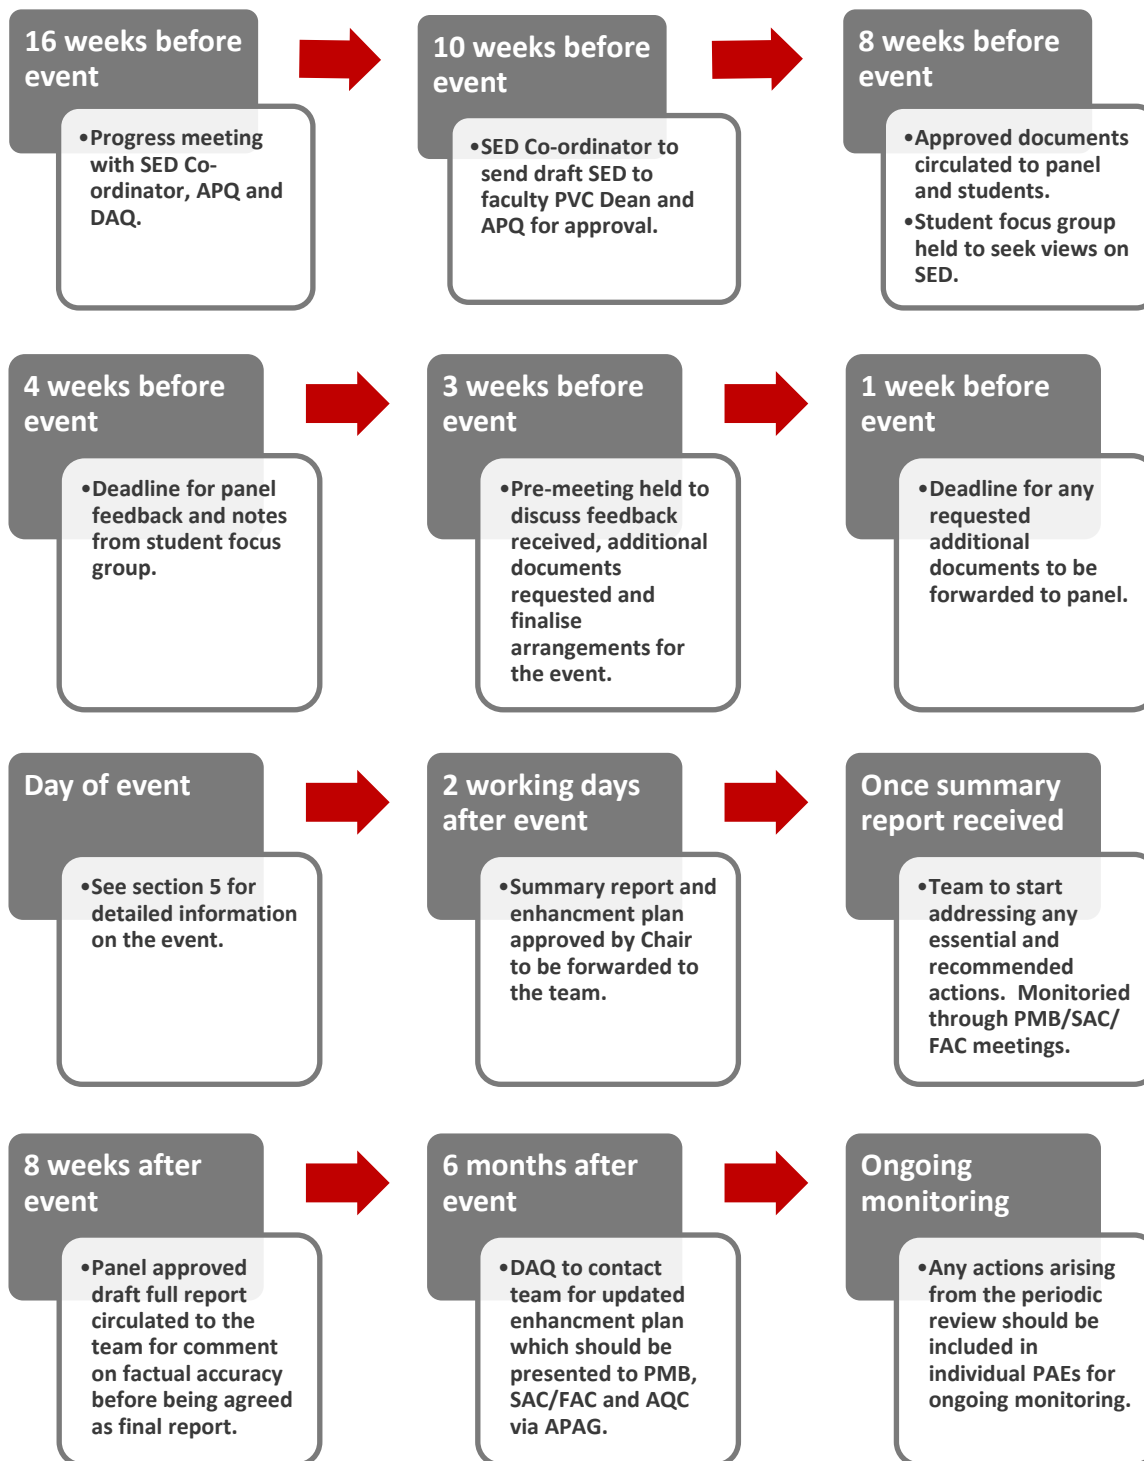 16 weeks before
event
•Progress meeting
with SED Co-
ordinator, APQ and
DAQ.
10 weeks before
event
•SED Co-ordinator to
send draft SED to
faculty PVC Dean and
APQ for approval.
8 weeks before
event
•Approved documents
circulated to panel
and students.
•Student focus group
held to seek views on
SED.
4 weeks before
event
•Deadline for panel
feedback and notes
from student focus
group.
3 weeks before
event
•Pre-meeting held to
discuss feedback
received, additional
documents
requested and
finalise
arrangements for
the event.
1 week before
event
•Deadline for any
requested
additional
documents to be
forwarded to panel.
Day of event
•See section 5 for
detailed information
on the event.
2 working days
after event
•Summary report and
enhancment plan
approved by Chair
to be forwarded to
the team.
Once summary
report received
•Team to start
addressing any
essential and
recommended
actions.  Monitoried
through PMB/SAC/
FAC meetings.
8 weeks after
event
•Panel approved
draft full report
circulated to the
team for comment
on factual accuracy
before being agreed
as final report.
6 months after
event
•DAQ to contact
team for updated
enhancment plan
which should be
presented to PMB,
SAC/FAC and AQC
via APAG.
Ongoing
monitoring
•Any actions arising
from the periodic
review should be
included in
individual PAEs for
ongoing monitoring.